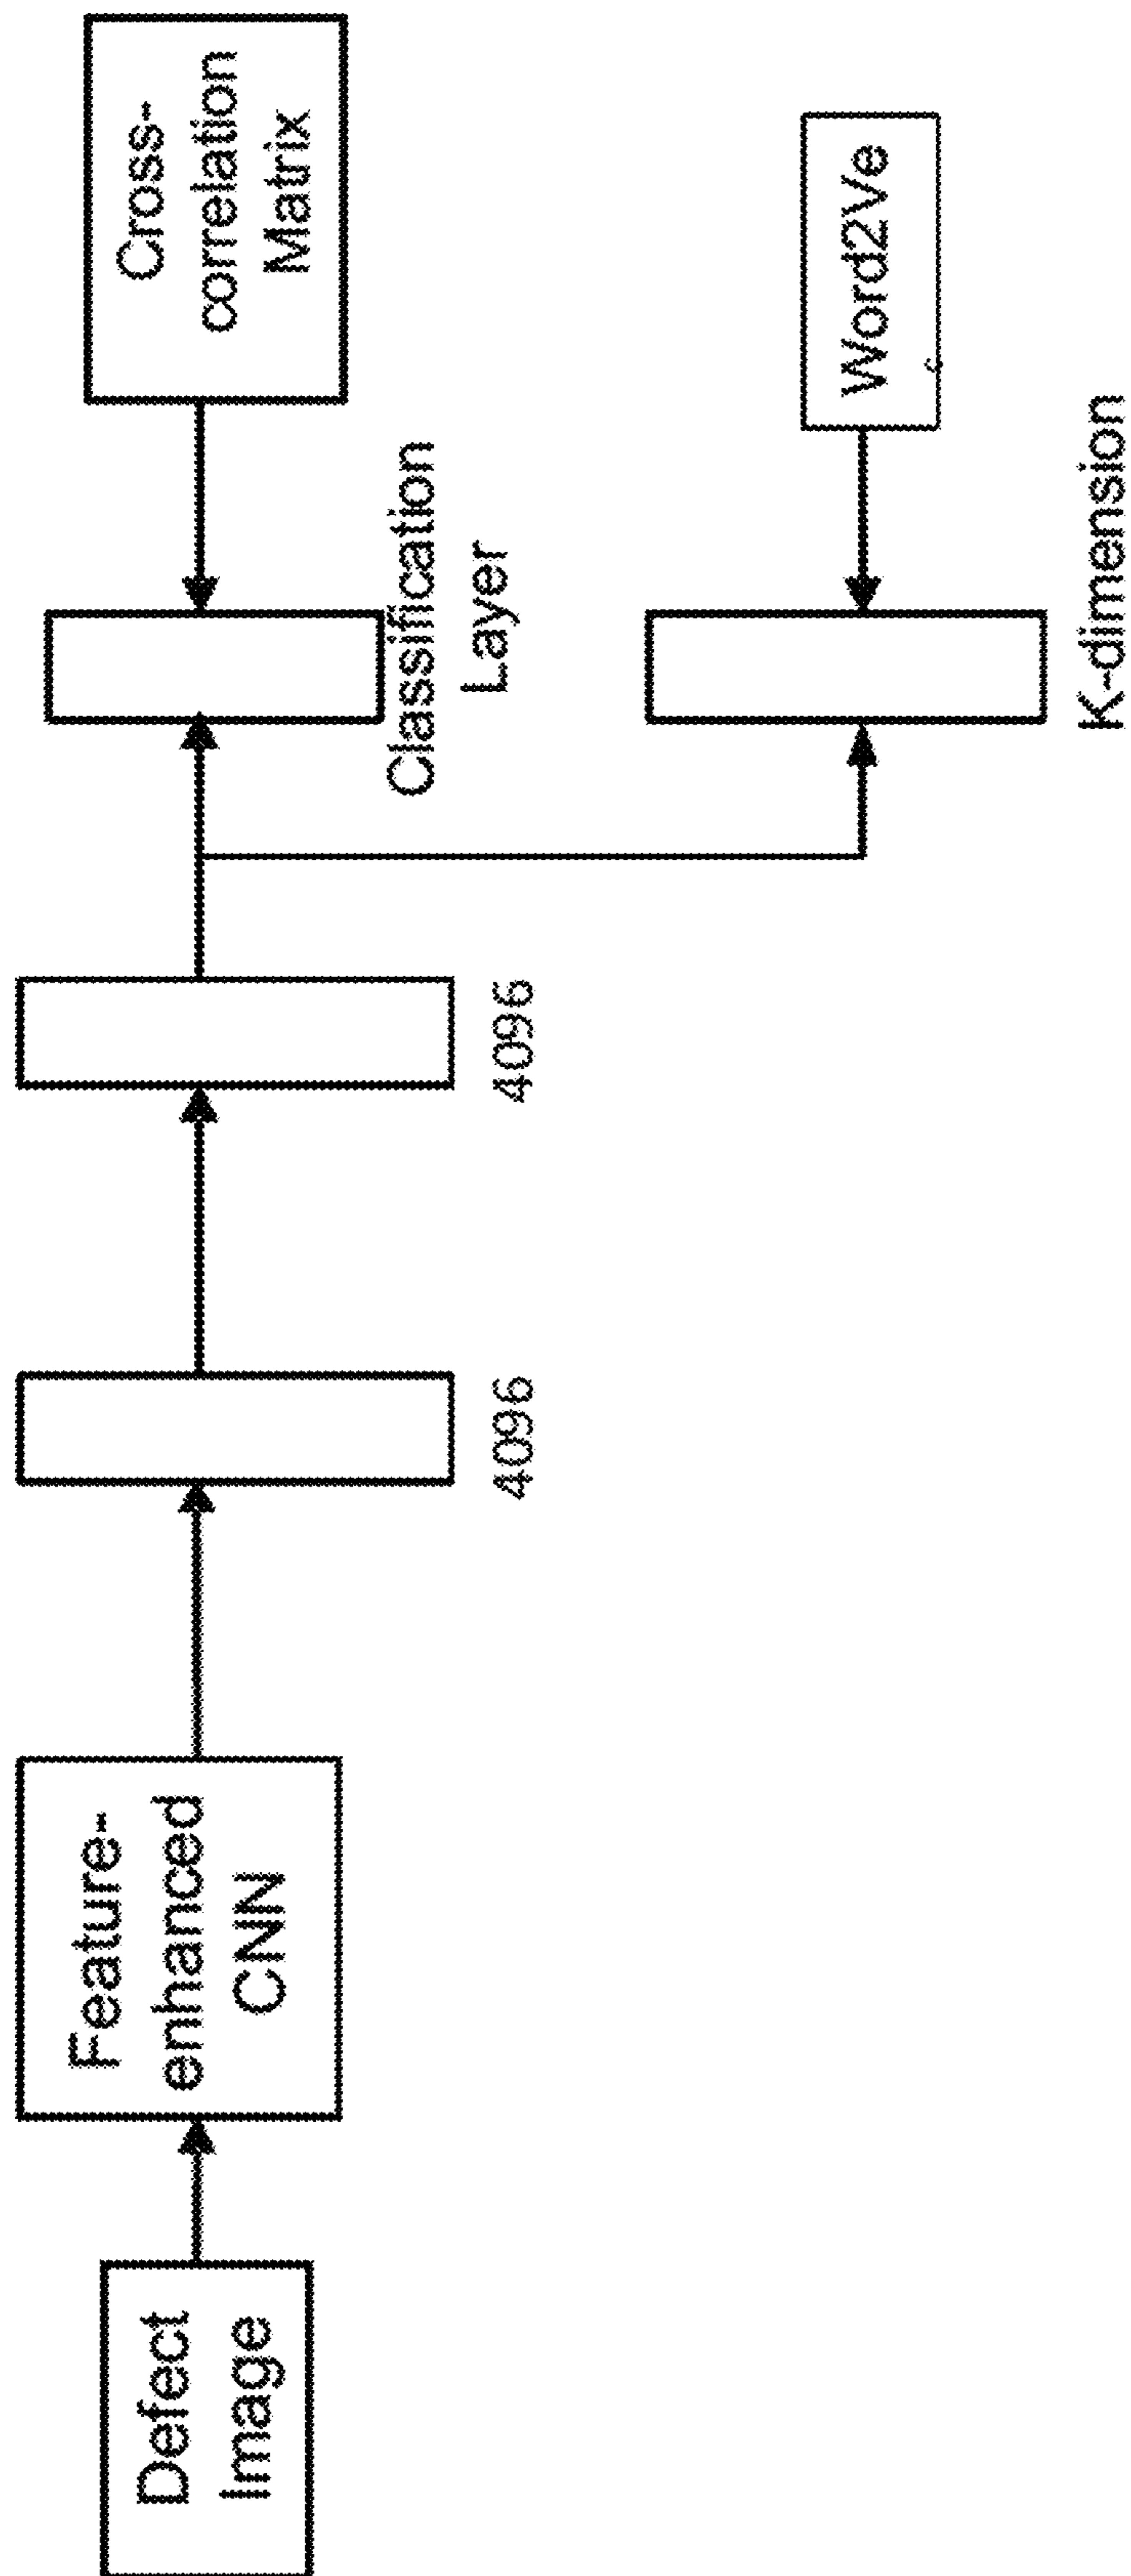 Defect
Image
Feature-
enhanced
CNN
4096
4096
Classification
Layer
Cross-
correlation
Matrix
K-dimension
Word2Ve
c